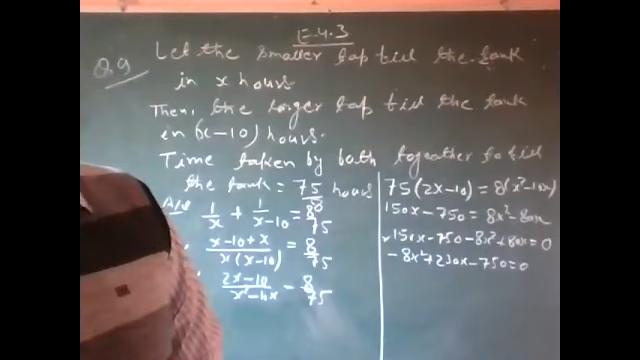 E.4.3
Q.9 Let the smaller tap fill the tank
in x hours.
Then, the larger tap fill the tank
in (x-10) hours.
Time taken by both together to fill
the tank = 75/8 hours
A/q 1/x + 1/x-10 = 8/75
x-10+x / x(x-10) = 8/75
2x-10 / x²-10x = 8/75
75(2x-10) = 8(x²-10x)
150x-750 = 8x²-80x
150x-750-8x²+80x=0
-8x²+230x-750=0